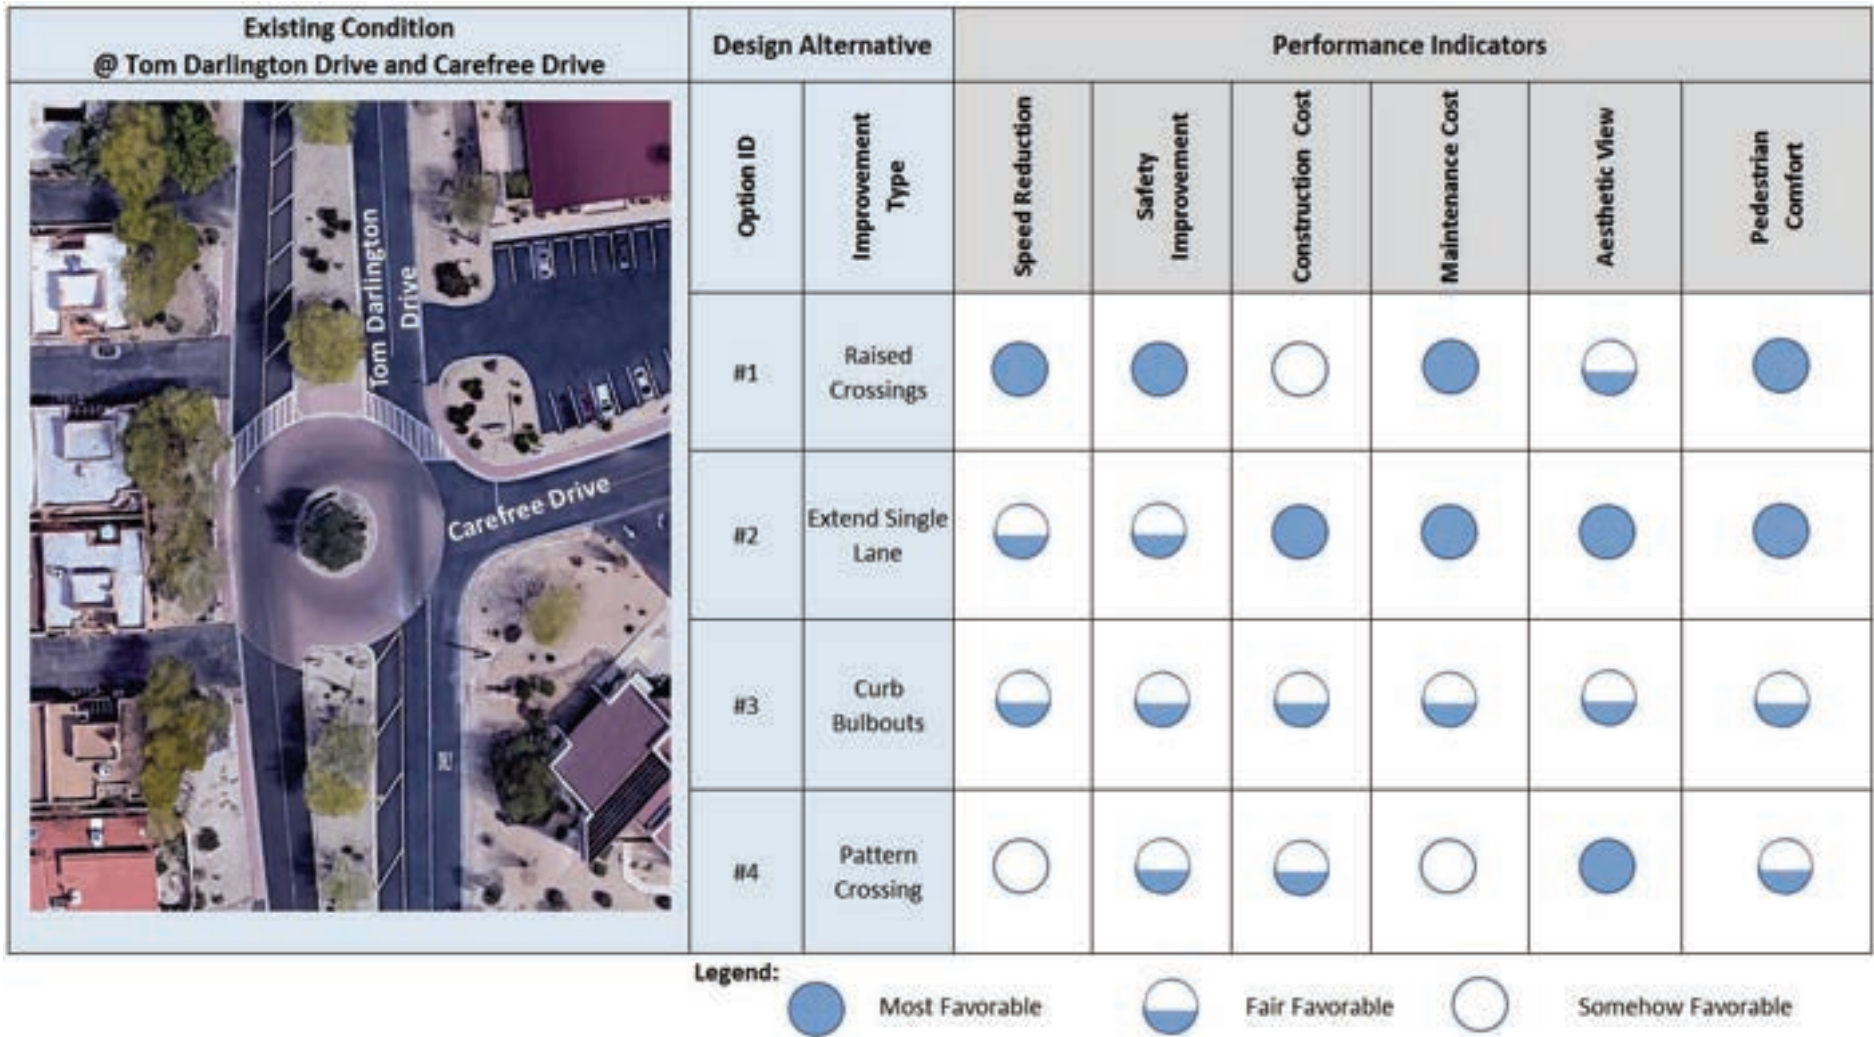 Existing Condition
@ Tom Darlington Drive and Carefree Drive
Design Alternative
Performance Indicators
Option ID
Improvement
Type
Speed Reduction
Safety
Improvement
Construction Cost
Maintenance Cost
Aesthetic View
Pedestrian
Comfort
Tom Darlington
Drive
Carefree Drive
#1
Raised
Crossings
#2
Extend Single
Lane
#3
Curb
Bulbouts
#4
Pattern
Crossing
Legend:
Most Favorable
Fair Favorable
Somehow Favorable